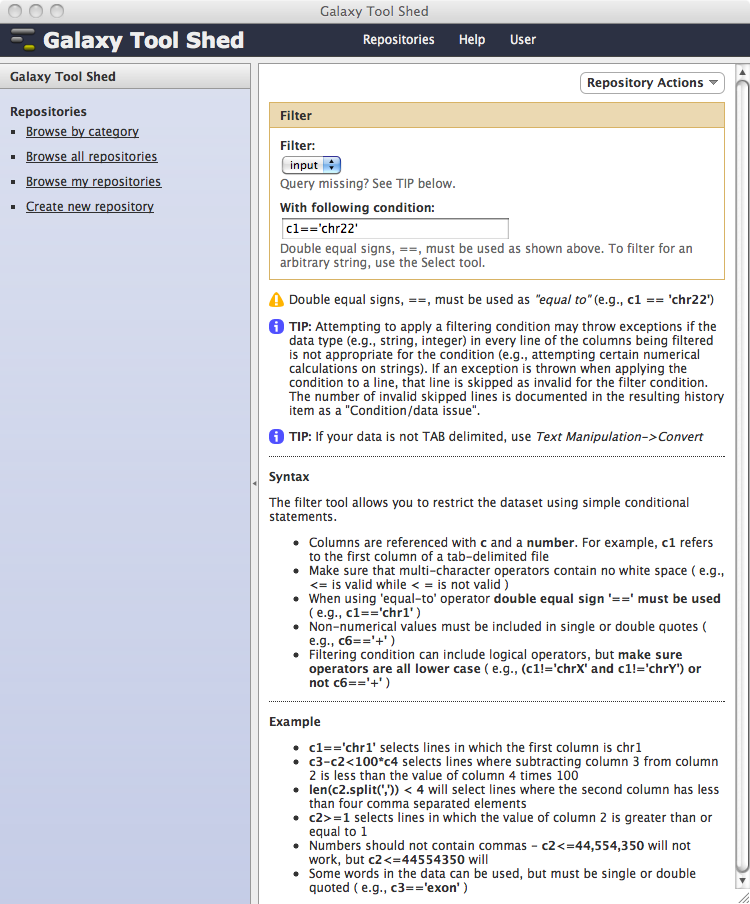 Galaxy Tool Shed
Galaxy Tool Shed
Repositories Help User
Galaxy Tool Shed
Repositories
Browse by category
Browse all repositories
Browse my repositories
Create new repository
Repository Actions
Filter
Filter:
input
Query missing? See TIP below.
With following condition:
c1=='chr22'
Double equal signs, ==, must be used as shown above. To filter for an
arbitrary string, use the Select tool.
Double equal signs, ==, must be used as "equal to" (e.g., c1 == 'chr22')
TIP: Attempting to apply a filtering condition may throw exceptions if the
data type (e.g., string, integer) in every line of the columns being filtered
is not appropriate for the condition (e.g., attempting certain numerical
calculations on strings). If an exception is thrown when applying the
condition to a line, that line is skipped as invalid for the filter condition.
The number of invalid skipped lines is documented in the resulting history
item as a "Condition/data issue".
TIP: If your data is not TAB delimited, use Text Manipulation->Convert
Syntax
The filter tool allows you to restrict the dataset using simple conditional
statements.
• Columns are referenced with c and a number. For example, c1 refers
to the first column of a tab-delimited file
• Make sure that multi-character operators contain no white space ( e.g.,
<= is valid while < = is not valid )
• When using 'equal-to' operator double equal sign '==' must be used
( e.g., c1=='chr1' )
• Non-numerical values must be included in single or double quotes (
e.g., c6=='+' )
• Filtering condition can include logical operators, but make sure
operators are all lower case ( e.g., (c1!='chrX' and c1!='chrY') or
not c6=='+' )
Example
• c1=='chr1' selects lines in which the first column is chr1
• c3-c2<100*c4 selects lines where subtracting column 3 from column
2 is less than the value of column 4 times 100
• len(c2.split(',')) < 4 will select lines where the second column has less
than four comma separated elements
• c2>=1 selects lines in which the value of column 2 is greater than or
equal to 1
• Numbers should not contain commas - c2<=44,554,350 will not
work, but c2<=44554350 will
• Some words in the data can be used, but must be single or double
quoted ( e.g., c3=='exon' )